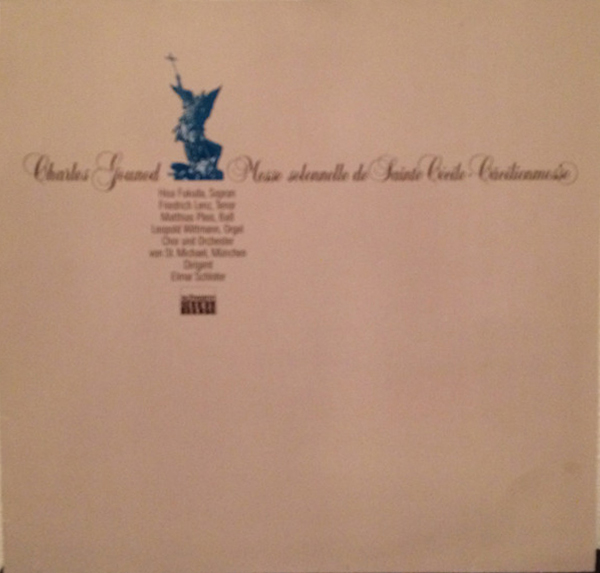 Charles Gounod - Messe solennelle de Sainte Cécile - Cäcilienmesse
Hisa Fukuda, Sopran
Friedrich Lenz, Tenor
Matthias Pless, Baß
Leopold Wittmann, Orgel
Chor und Orchester
von St. Michael, München
Dirigent
Elmar Schloter